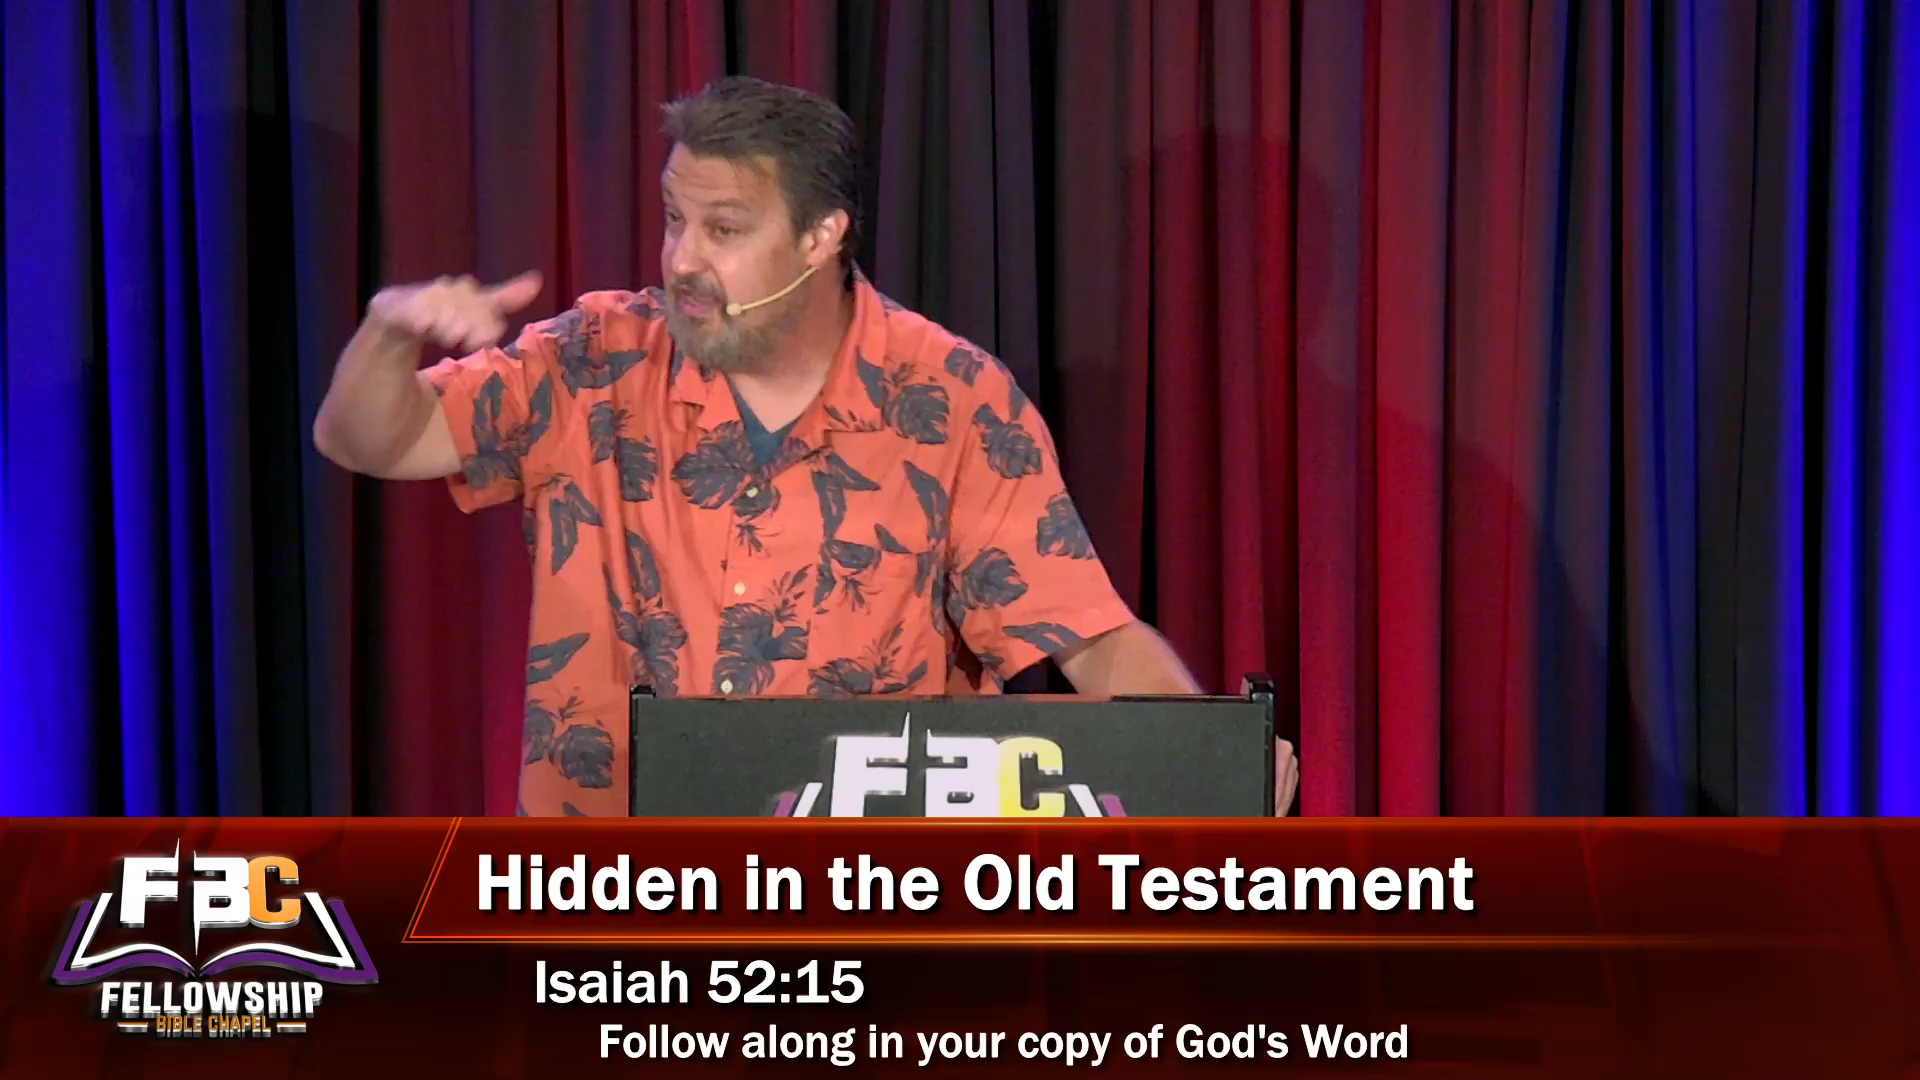 FBC
Hidden in the Old Testament
Isaiah 52:15
Follow along in your copy of God's Word
FBC
FELLOWSHIP
BIBLE CHAPEL